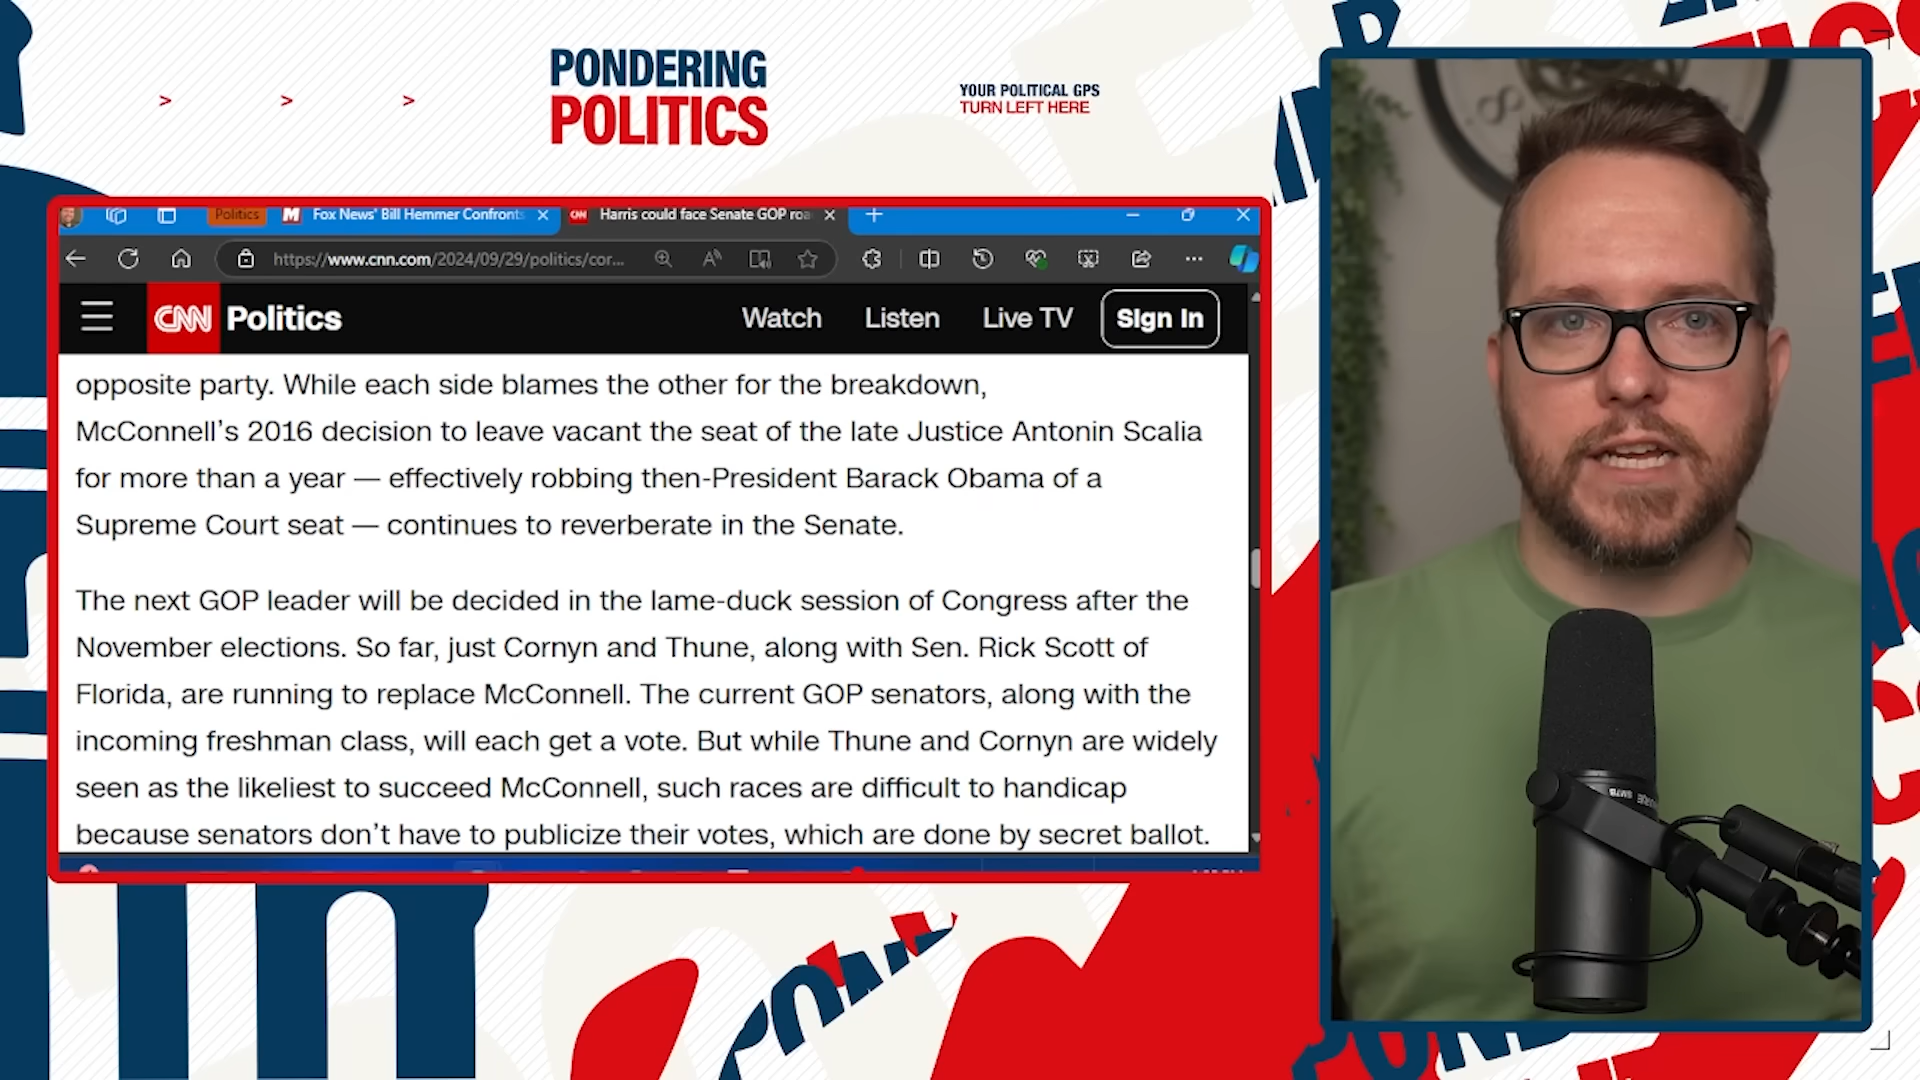 PONDERING
POLITICS
YOUR POLITICAL GPS
TURN LEFT HERE
> > >
Politics
Fox News' Bill Hemmer Confronts
CNN
Harris could face Senate GOP roa
https://www.cnn.com/2024/09/29/politics/cor...
CNN Politics
Watch
Listen
Live TV
Sign in
opposite party. While each side blames the other for the breakdown,
McConnell’s 2016 decision to leave vacant the seat of the late Justice Antonin Scalia
for more than a year — effectively robbing then-President Barack Obama of a
Supreme Court seat — continues to reverberate in the Senate.
The next GOP leader will be decided in the lame-duck session of Congress after the
November elections. So far, just Cornyn and Thune, along with Sen. Rick Scott of
Florida, are running to replace McConnell. The current GOP senators, along with the
incoming freshman class, will each get a vote. But while Thune and Cornyn are widely
seen as the likeliest to succeed McConnell, such races are difficult to handicap
because senators don’t have to publicize their votes, which are done by secret ballot.
SM7B